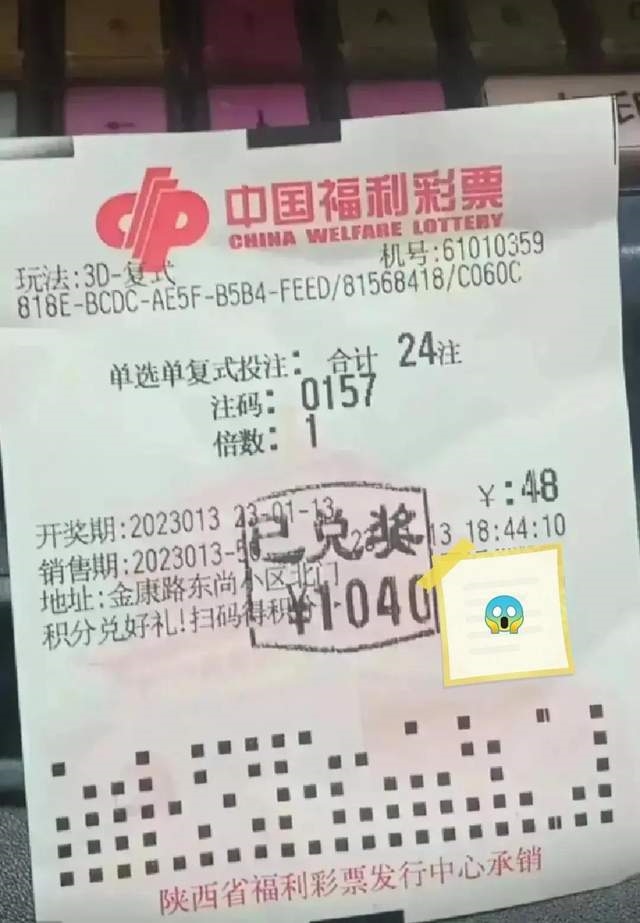 中国福利彩票
CHINA WELFARE LOTTERY
玩法:3D-复式
机号:61010359
818E-BCDC-AE5F-B5B4-FEED/81568418/C060C
单选单复式投注: 合计 24注
注码: 0157
倍数: 1
¥:48
开奖期:2023013 23-01-13
销售期:2023013- 13 18:44:10
地址:金康路东尚小区北门
积分兑好礼!扫码得积分
已兑奖
¥1040
陕西省福利彩票发行中心承销